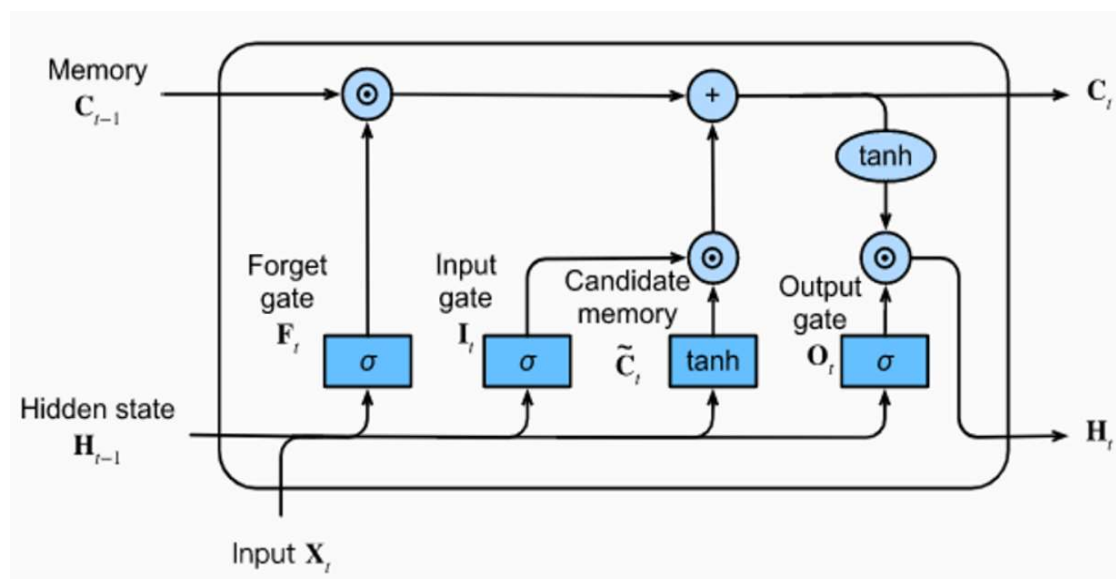 Memory
C_{t-1}
⊙
+
C_t
tanh
Forget
gate
F_t
Input
gate
I_t
Candidate
memory
C̃_t
⊙
Output
gate
O_t
⊙
σ
σ
tanh
σ
Hidden state
H_{t-1}
H_t
Input X_t